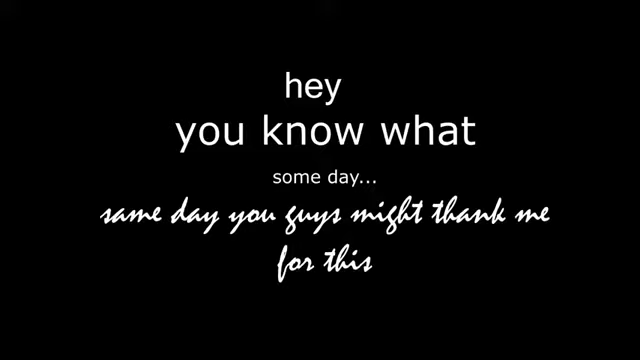 hey
you know what
some day...
same day you guys might thank me
for this